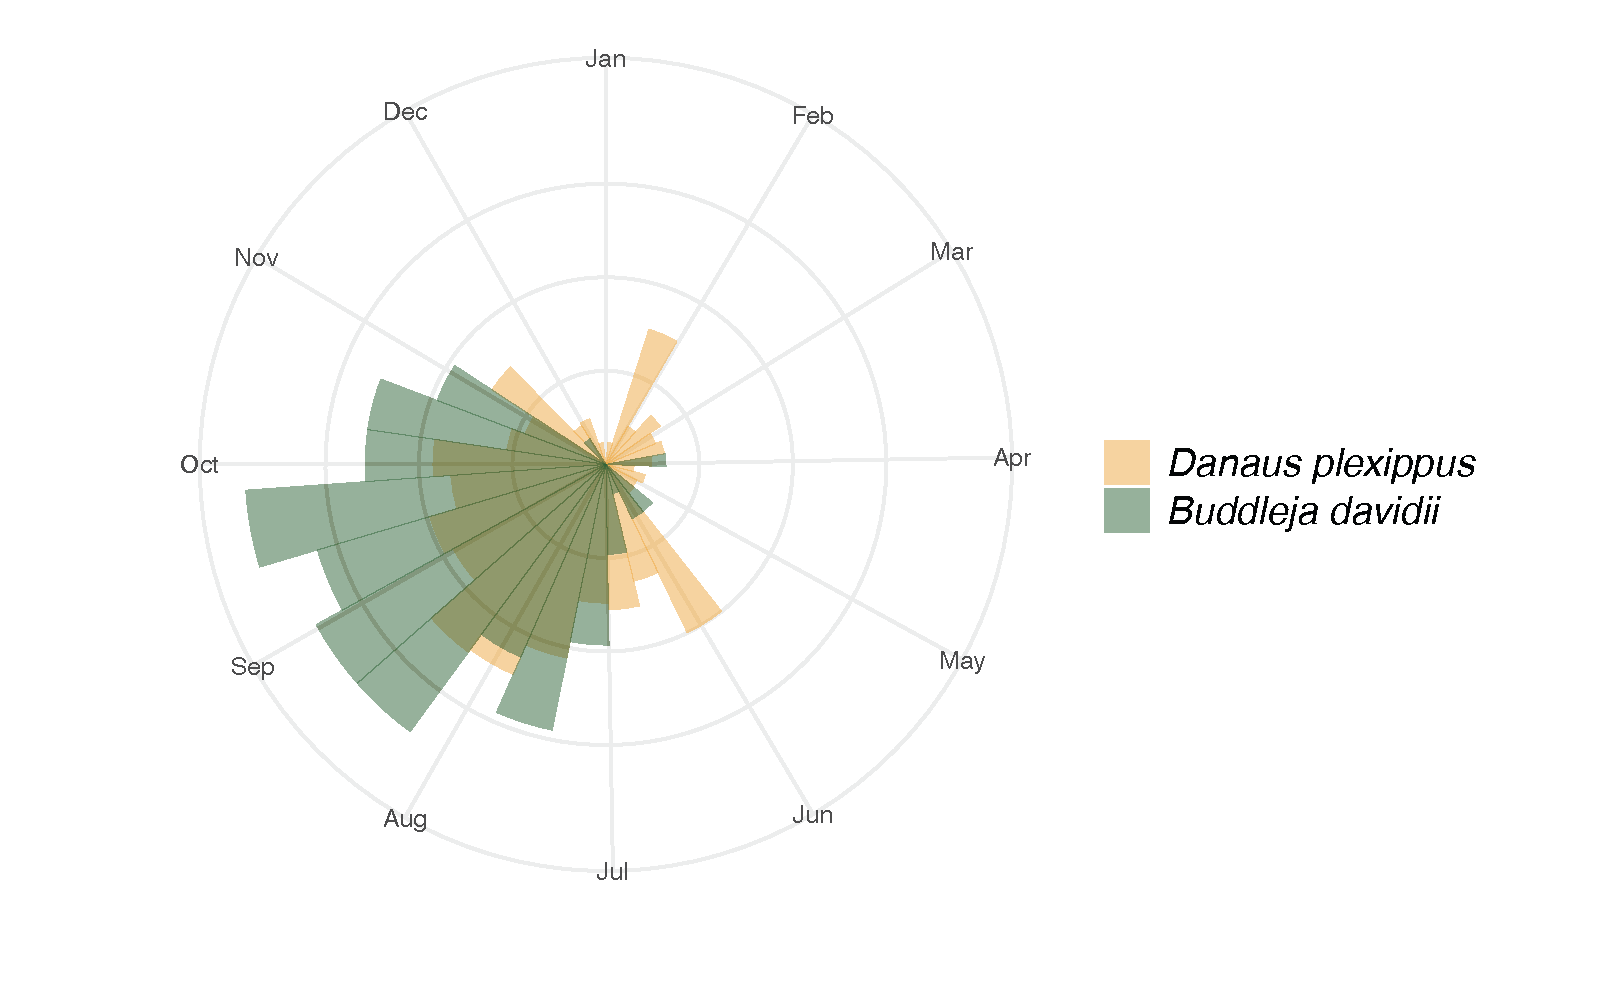 Jan
Feb
Mar
Apr
May
Jun
Jul
Aug
Sep
Oct
Nov
Dec
Danaus plexippus
Buddleja davidii